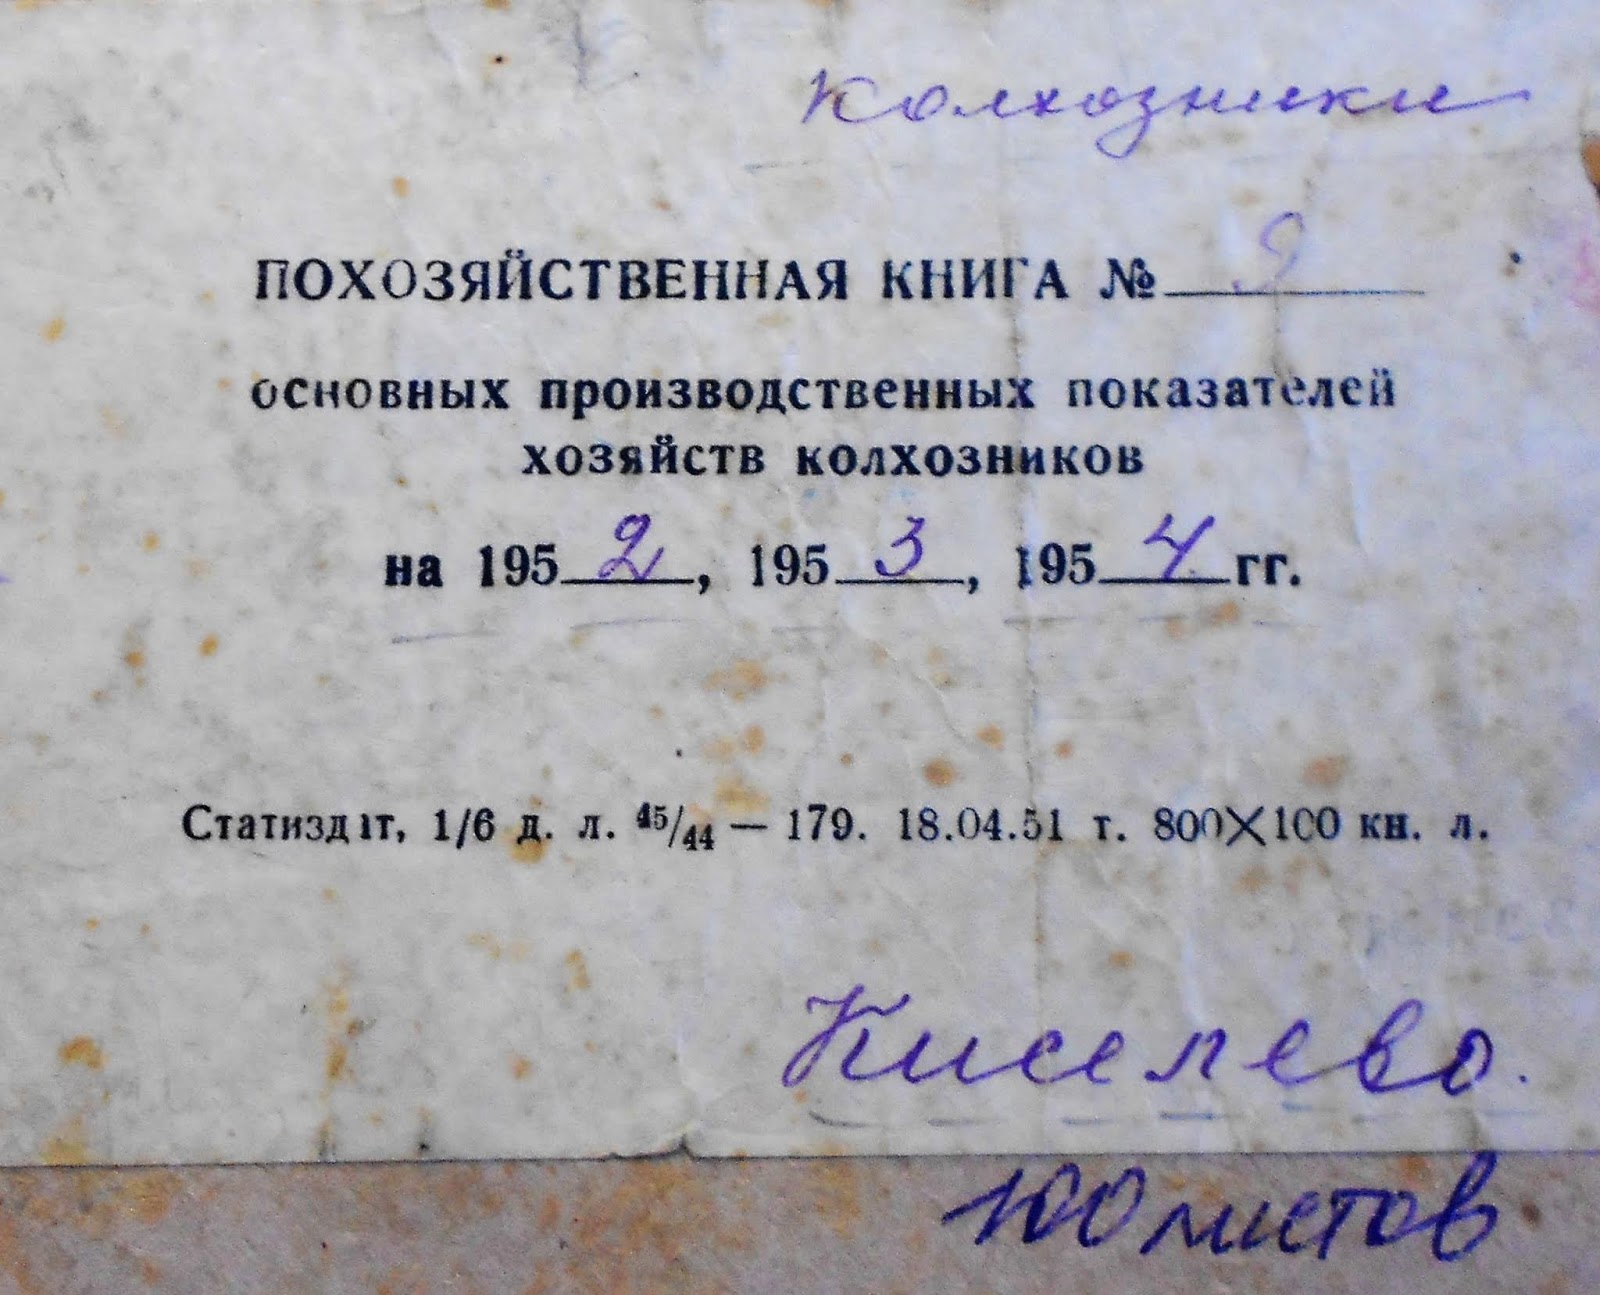 Колхозники
ПОХОЗЯЙСТВЕННАЯ КНИГА № 9
основных производственных показателей
хозяйств колхозников
на 1952, 1953, 1954 гг.
Статиздат, 1/6 д. л. 45/44 — 179. 18.04.51 т. 800×100 кн. л.
Киселево.
100 листов